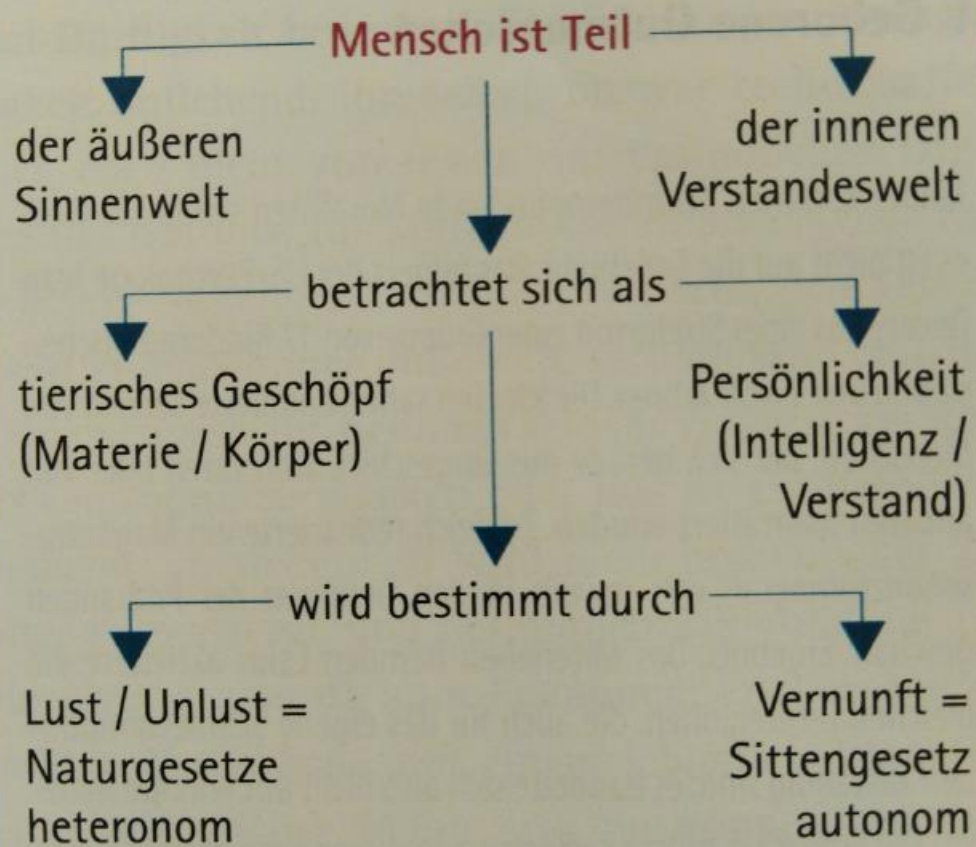 Mensch ist Teil
der äußeren
Sinnenwelt
der inneren
Verstandeswelt
betrachtet sich als
tierisches Geschöpf
(Materie / Körper)
Persönlichkeit
(Intelligenz /
Verstand)
wird bestimmt durch
Lust / Unlust =
Naturgesetze
heteronom
Vernunft =
Sittengesetz
autonom